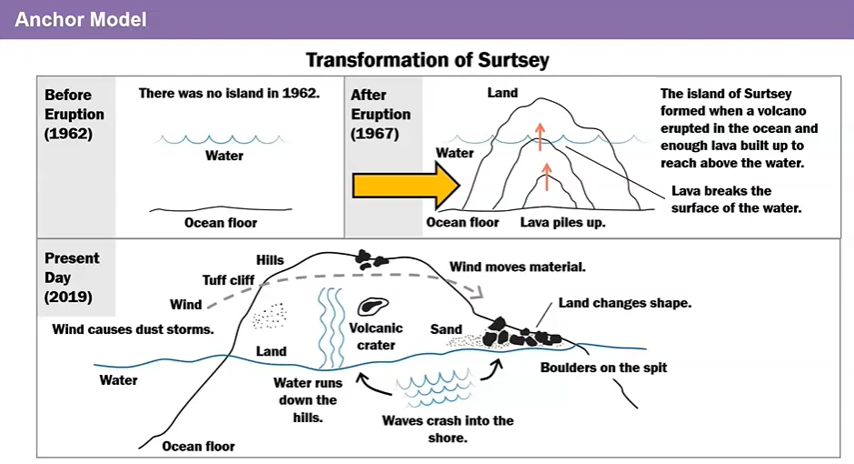 Anchor Model
Transformation of Surtsey
Before
Eruption
(1962)
There was no island in 1962.
Water
Ocean floor
After
Eruption
(1967)
Land
Water
Ocean floor
Lava piles up.
The island of Surtsey
formed when a volcano
erupted in the ocean and
enough lava built up to
reach above the water.
Lava breaks the
surface of the water.
Present
Day
(2019)
Hills
Tuff cliff
Wind
Wind causes dust storms.
Wind moves material.
Land changes shape.
Volcanic
crater
Sand
Land
Water
Water runs
down the
hills.
Boulders on the spit
Waves crash into the
shore.
Ocean floor